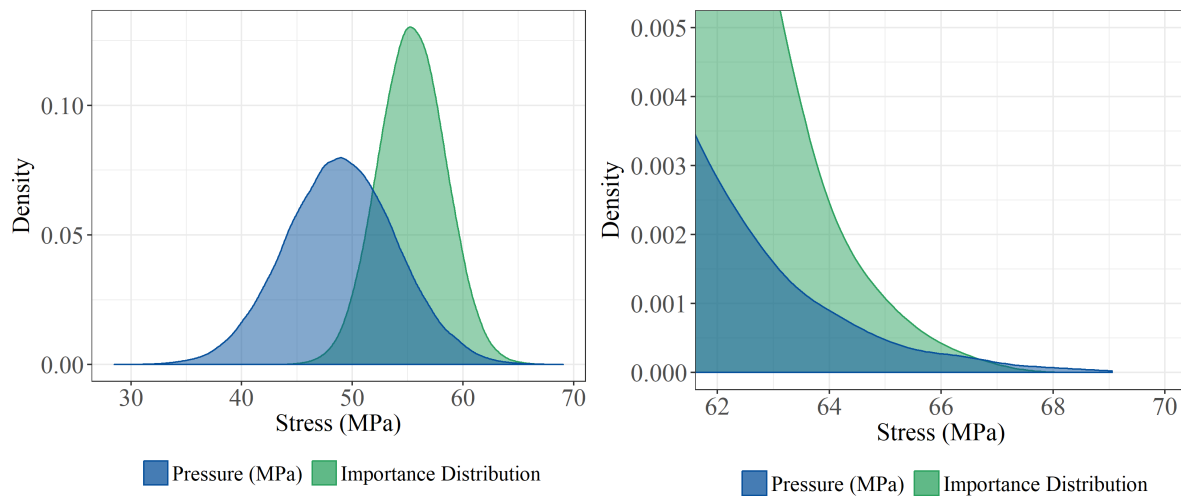 0.10
0.05
0.00
Density
30 40 50 60 70
Stress (MPa)
Pressure (MPa) Importance Distribution
0.005
0.004
0.003
0.002
0.001
0.000
Density
62 64 66 68 70
Stress (MPa)
Pressure (MPa) Importance Distribution